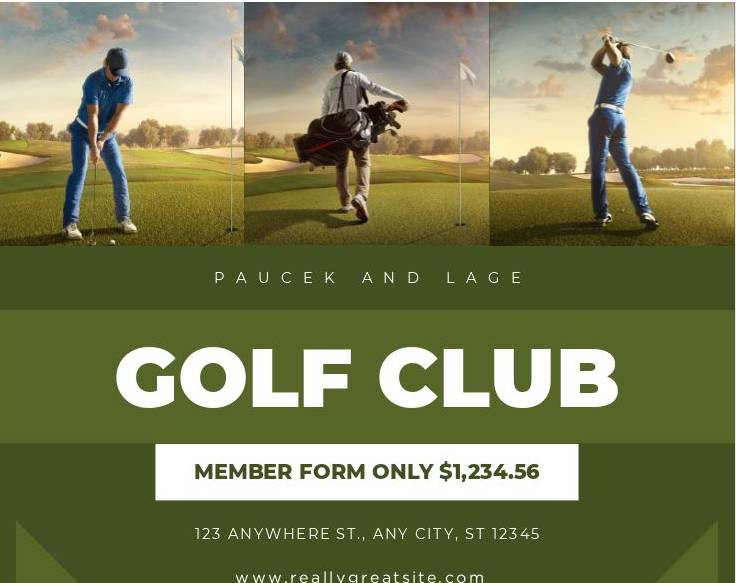 PAUCEK AND LAGE
GOLF CLUB
MEMBER FORM ONLY $1,234.56
123 ANYWHERE ST., ANY CITY, ST 12345
www.reallygreatsite.com